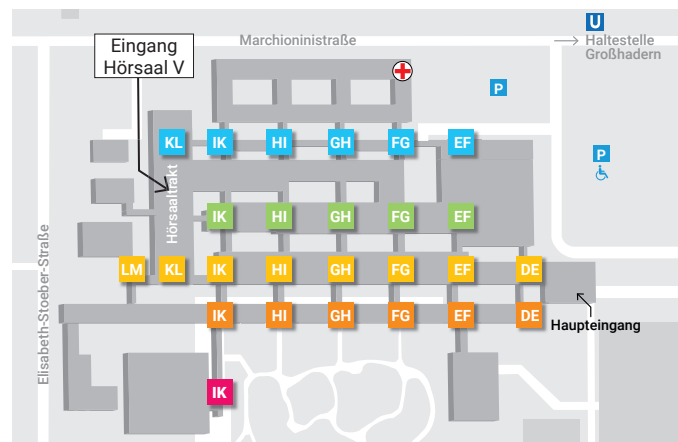 U
Marchioninistraße
Haltestelle
Großhadern
Eingang
Hörsaal V
P
KL IK HI GH FG EF
P
Hörsaaltrakt
IK HI GH FG EF
Elisabeth-Stoeber-Straße
LM KL IK HI GH FG EF DE
IK HI GH FG EF DE
Haupteingang
IK